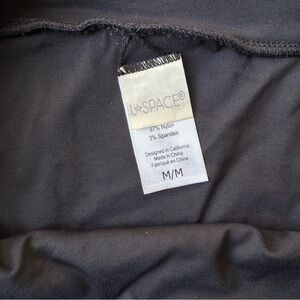 L*SPACE®
97% Nylon
3% Spandex
Designed in California
Made in China
Fabriqué en Chine
M/M